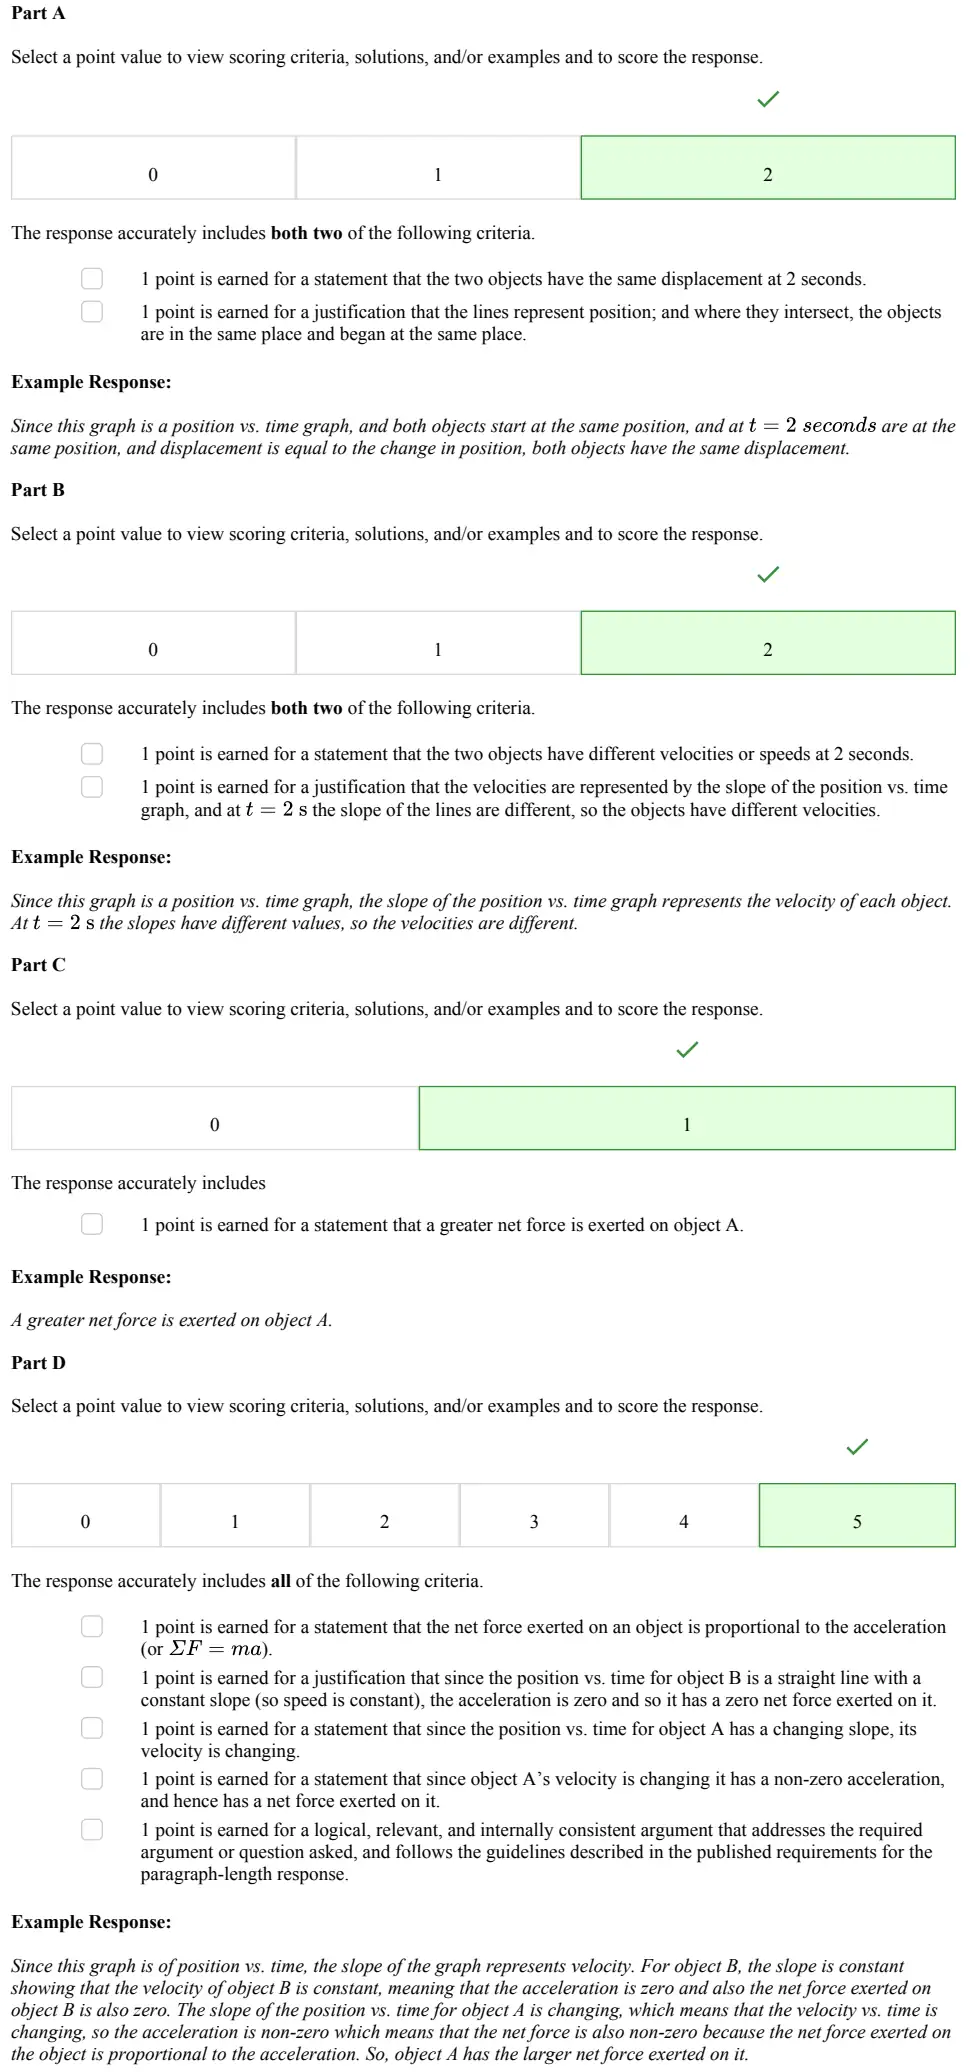 Part A
Select a point value to view scoring criteria, solutions, and/or examples and to score the response.
0
1
2
The response accurately includes both two of the following criteria.
1 point is earned for a statement that the two objects have the same displacement at 2 seconds.
1 point is earned for a justification that the lines represent position; and where they intersect, the objects
are in the same place and began at the same place.
Example Response:
Since this graph is a position vs. time graph, and both objects start at the same position, and at t = 2 seconds are at the
same position, and displacement is equal to the change in position, both objects have the same displacement.
Part B
Select a point value to view scoring criteria, solutions, and/or examples and to score the response.
0
1
2
The response accurately includes both two of the following criteria.
1 point is earned for a statement that the two objects have different velocities or speeds at 2 seconds.
1 point is earned for a justification that the velocities are represented by the slope of the position vs. time
graph, and at t = 2 s the slope of the lines are different, so the objects have different velocities.
Example Response:
Since this graph is a position vs. time graph, the slope of the position vs. time graph represents the velocity of each object.
At t = 2 s the slopes have different values, so the velocities are different.
Part C
Select a point value to view scoring criteria, solutions, and/or examples and to score the response.
0
1
The response accurately includes
1 point is earned for a statement that a greater net force is exerted on object A.
Example Response:
A greater net force is exerted on object A.
Part D
Select a point value to view scoring criteria, solutions, and/or examples and to score the response.
0
1
2
3
4
5
The response accurately includes all of the following criteria.
1 point is earned for a statement that the net force exerted on an object is proportional to the acceleration
(or ΣF = ma).
1 point is earned for a justification that since the position vs. time for object B is a straight line with a
constant slope (so speed is constant), the acceleration is zero and so it has a zero net force exerted on it.
1 point is earned for a statement that since the position vs. time for object A has a changing slope, its
velocity is changing.
1 point is earned for a statement that since object A's velocity is changing it has a non-zero acceleration,
and hence has a net force exerted on it.
1 point is earned for a logical, relevant, and internally consistent argument that addresses the required
argument or question asked, and follows the guidelines described in the published requirements for the
paragraph-length response.
Example Response:
Since this graph is of position vs. time, the slope of the graph represents velocity. For object B, the slope is constant
showing that the velocity of object B is constant, meaning that the acceleration is zero and also the net force exerted on
object B is also zero. The slope of the position vs. time for object A is changing, which means that the velocity vs. time is
changing, so the acceleration is non-zero which means that the net force is also non-zero because the net force exerted on
the object is proportional to the acceleration. So, object A has the larger net force exerted on it.